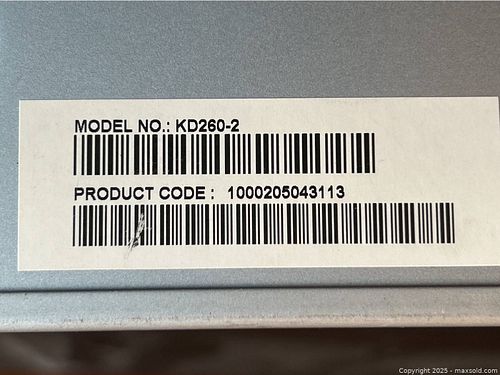 MODEL NO.: KD260-2
PRODUCT CODE : 1000205043113
Copyright 2025 - maxsold.com